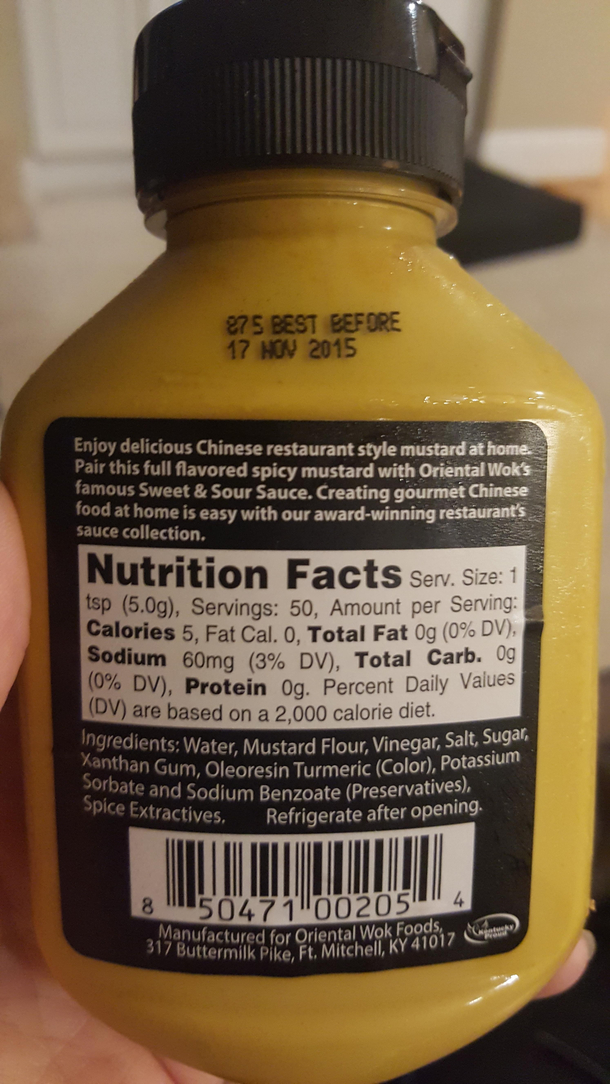 875 BEST BEFORE
17 NOV 2015
Enjoy delicious Chinese restaurant style mustard at home.
Pair this full flavored spicy mustard with Oriental Wok's
famous Sweet & Sour Sauce. Creating gourmet Chinese
food at home is easy with our award-winning restaurant's
sauce collection.
Nutrition Facts Serv. Size: 1
tsp (5.0g), Servings: 50, Amount per Serving:
Calories 5, Fat Cal. 0, Total Fat 0g (0% DV),
Sodium 60mg (3% DV), Total Carb. 0g
(0% DV), Protein 0g. Percent Daily Values
(DV) are based on a 2,000 calorie diet.
Ingredients: Water, Mustard Flour, Vinegar, Salt, Sugar,
Xanthan Gum, Oleoresin Turmeric (Color), Potassium
Sorbate and Sodium Benzoate (Preservatives),
Spice Extractives. Refrigerate after opening.
8 50471 00205 4
Manufactured for Oriental Wok Foods,
317 Buttermilk Pike, Ft. Mitchell, KY 41017
Kentucky
Proud